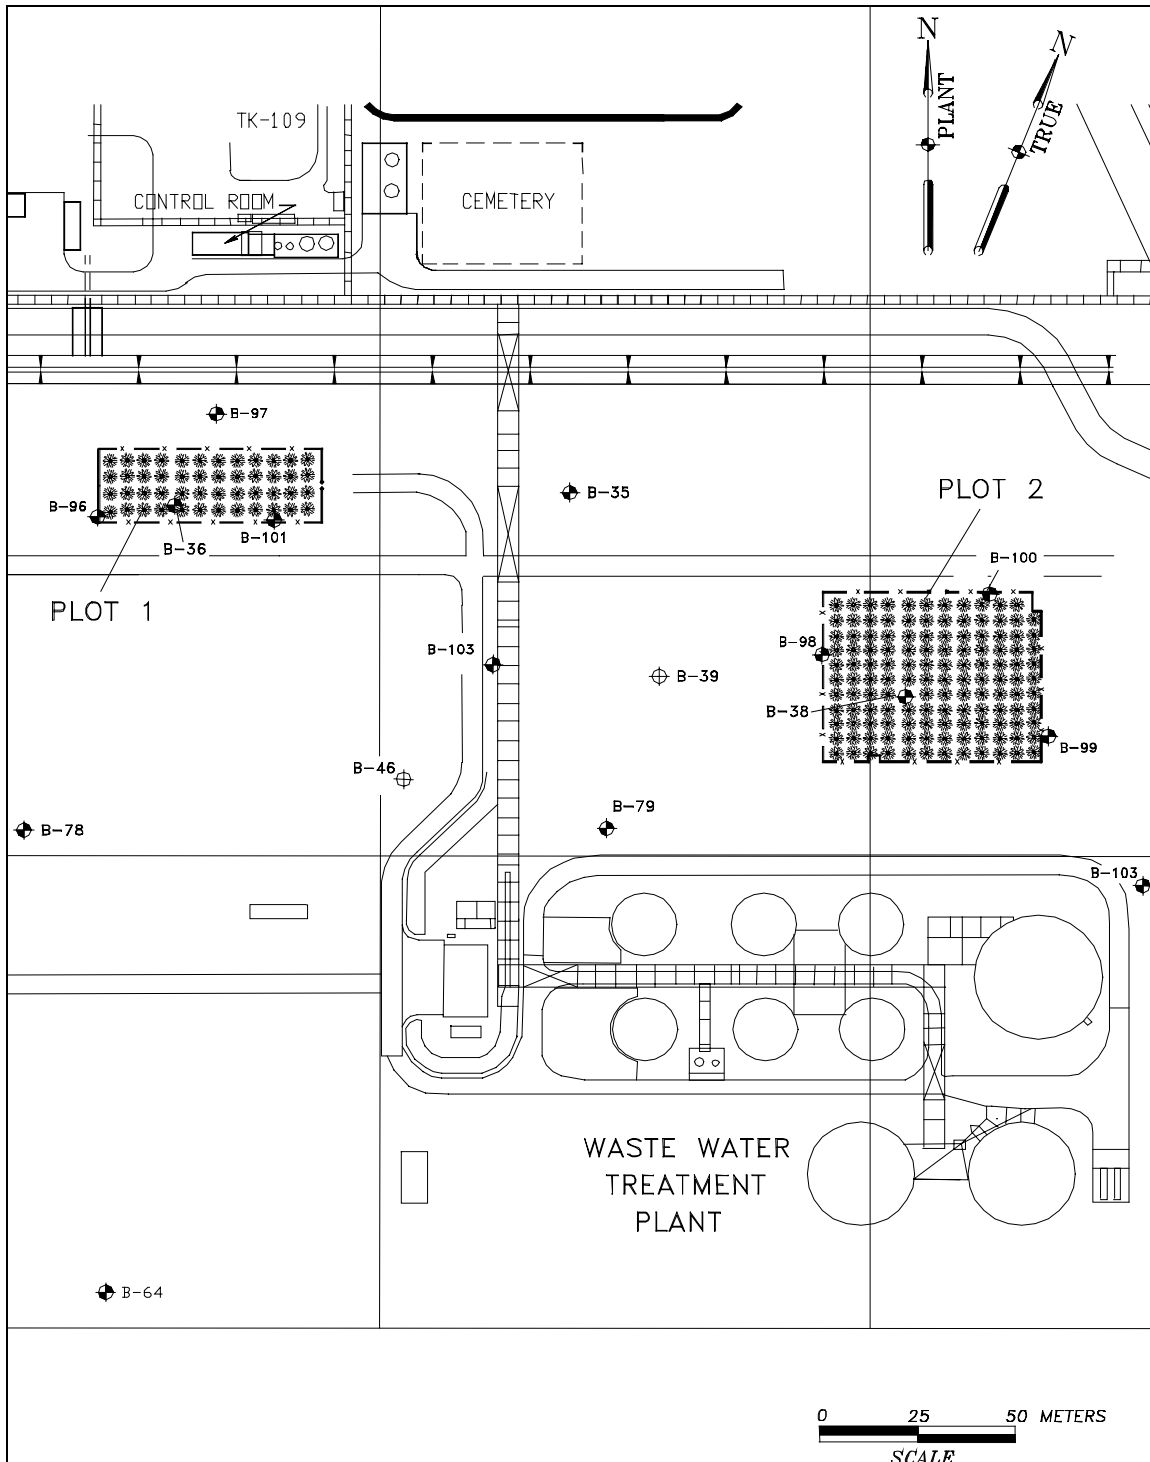 N
N
PLANT
TRUE
TK-109
CONTROL ROOM
CEMETERY
B-97
B-96
B-36
B-101
B-35
PLOT 2
B-100
PLOT 1
B-103
B-98
B-39
B-38
B-99
B-46
B-79
B-78
B-103
WASTE WATER
TREATMENT
PLANT
B-64
0 25 50 METERS
SCALE